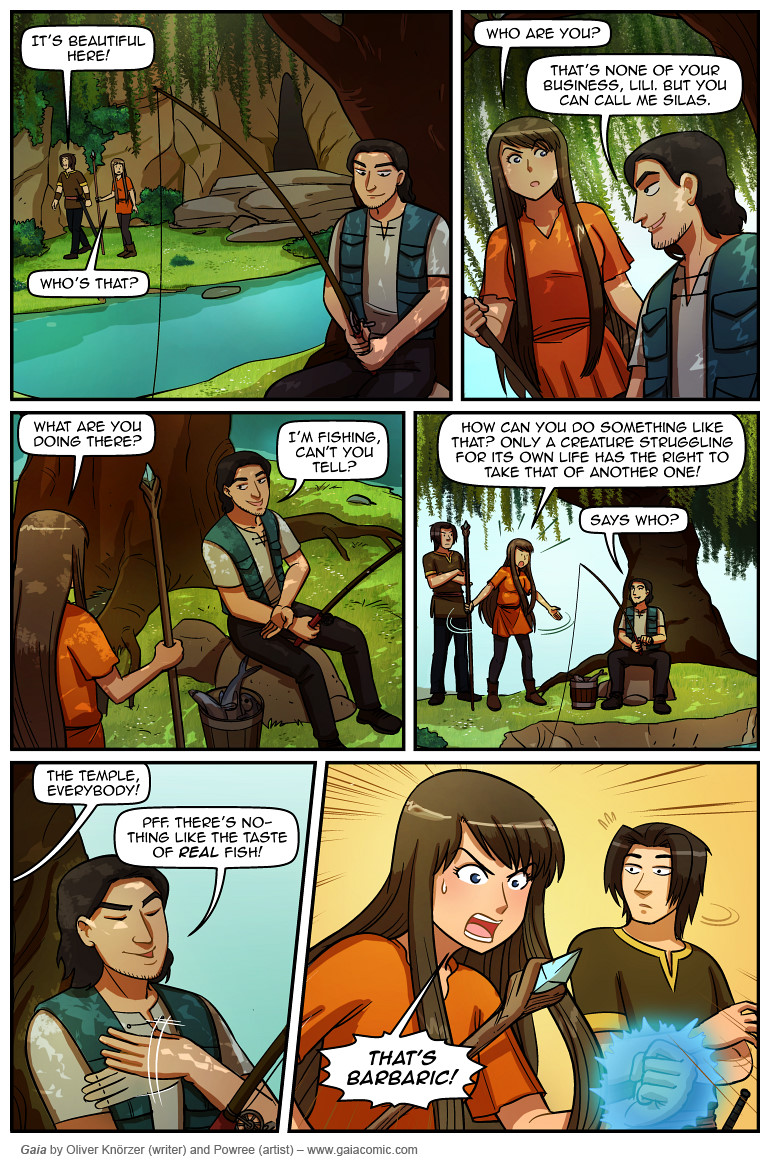 IT'S BEAUTIFUL
HERE!
WHO'S THAT?
WHO ARE YOU?
THAT'S NONE OF YOUR
BUSINESS, LILI. BUT YOU
CAN CALL ME SILAS.
WHAT ARE YOU
DOING THERE?
I'M FISHING,
CAN'T YOU
TELL?
HOW CAN YOU DO SOMETHING LIKE
THAT? ONLY A CREATURE STRUGGLING
FOR ITS OWN LIFE HAS THE RIGHT TO
TAKE THAT OF ANOTHER ONE!
SAYS WHO?
THE TEMPLE,
EVERYBODY!
PFF. THERE'S NO-
THING LIKE THE TASTE
OF REAL FISH!
THAT'S
BARBARIC!
Gaia by Oliver Knörzer (writer) and Powree (artist) – www.gaiacomic.com